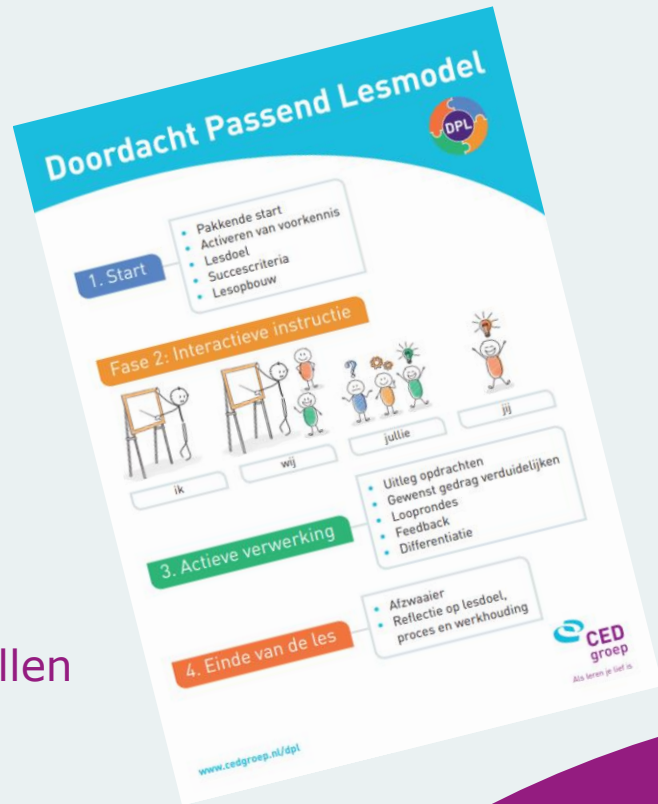 Doordacht Passend Lesmodel
DPL
1. Start
• Pakkende start
• Activeren van voorkennis
• Lesdoel
• Succescriteria
• Lesopbouw
Fase 2: Interactieve instructie
?
ik
wij
jullie
jij
3. Actieve verwerking
• Uitleg opdrachten
• Gewenst gedrag verduidelijken
• Looprondes
• Feedback
• Differentiatie
4. Einde van de les
• Afzwaaier
• Reflectie op lesdoel,
proces en werkhouding
llen
CED
groep
Als leren je lief is
www.cedgroep.nl/dpl